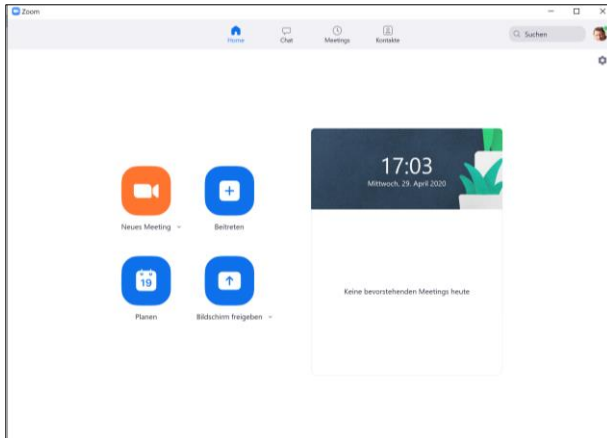 Zoom
Home
Chat
Meetings
Kontakte
Suchen
17:03
Mittwoch, 29. April 2020
Neues Meeting
Beitreten
19
Planen
Bildschirm freigeben
Keine bevorstehenden Meetings heute